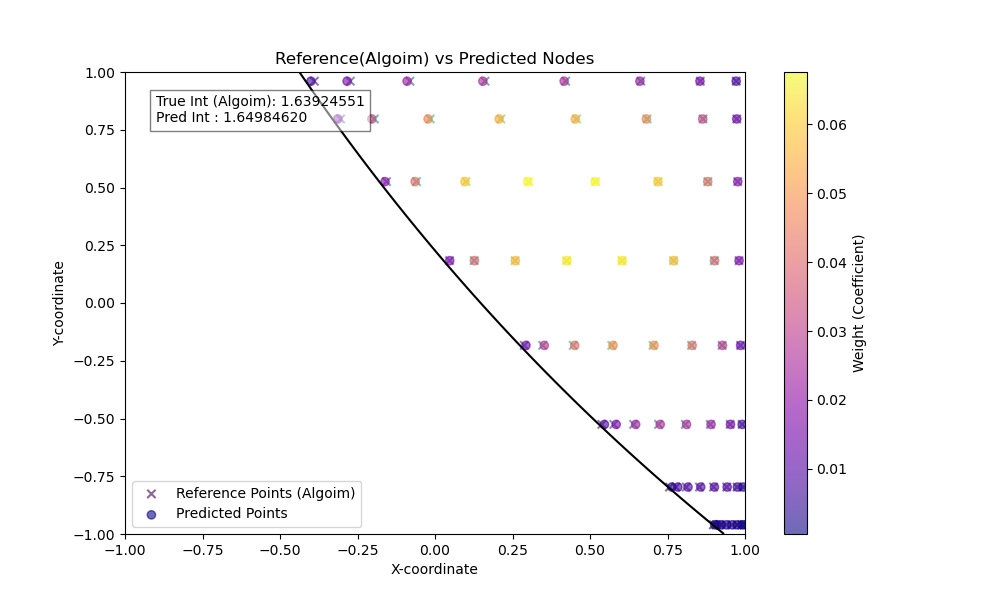 Reference(Algoim) vs Predicted Nodes
True Int (Algoim): 1.63924551
Pred Int : 1.64984620
1.00
0.75
0.50
0.25
0.00
−0.25
−0.50
−0.75
−1.00
Y-coordinate
Reference Points (Algoim)
Predicted Points
−1.00 −0.75 −0.50 −0.25 0.00 0.25 0.50 0.75 1.00
X-coordinate
0.06
0.05
0.04
0.03
0.02
0.01
Weight (Coefficient)